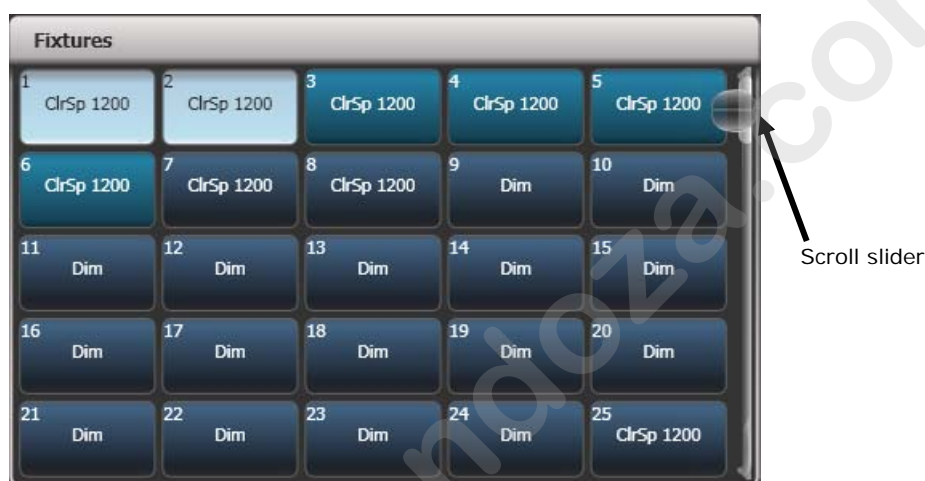 Fixtures
1 2 3 4 5
ClrSp 1200 ClrSp 1200 ClrSp 1200 ClrSp 1200 ClrSp 1200
6 7 8 9 10
ClrSp 1200 ClrSp 1200 ClrSp 1200 Dim Dim
11 12 13 14 15
Dim Dim Dim Dim Dim
Scroll slider
16 17 18 19 20
Dim Dim Dim Dim Dim
21 22 23 24 25
Dim Dim Dim Dim ClrSp 1200